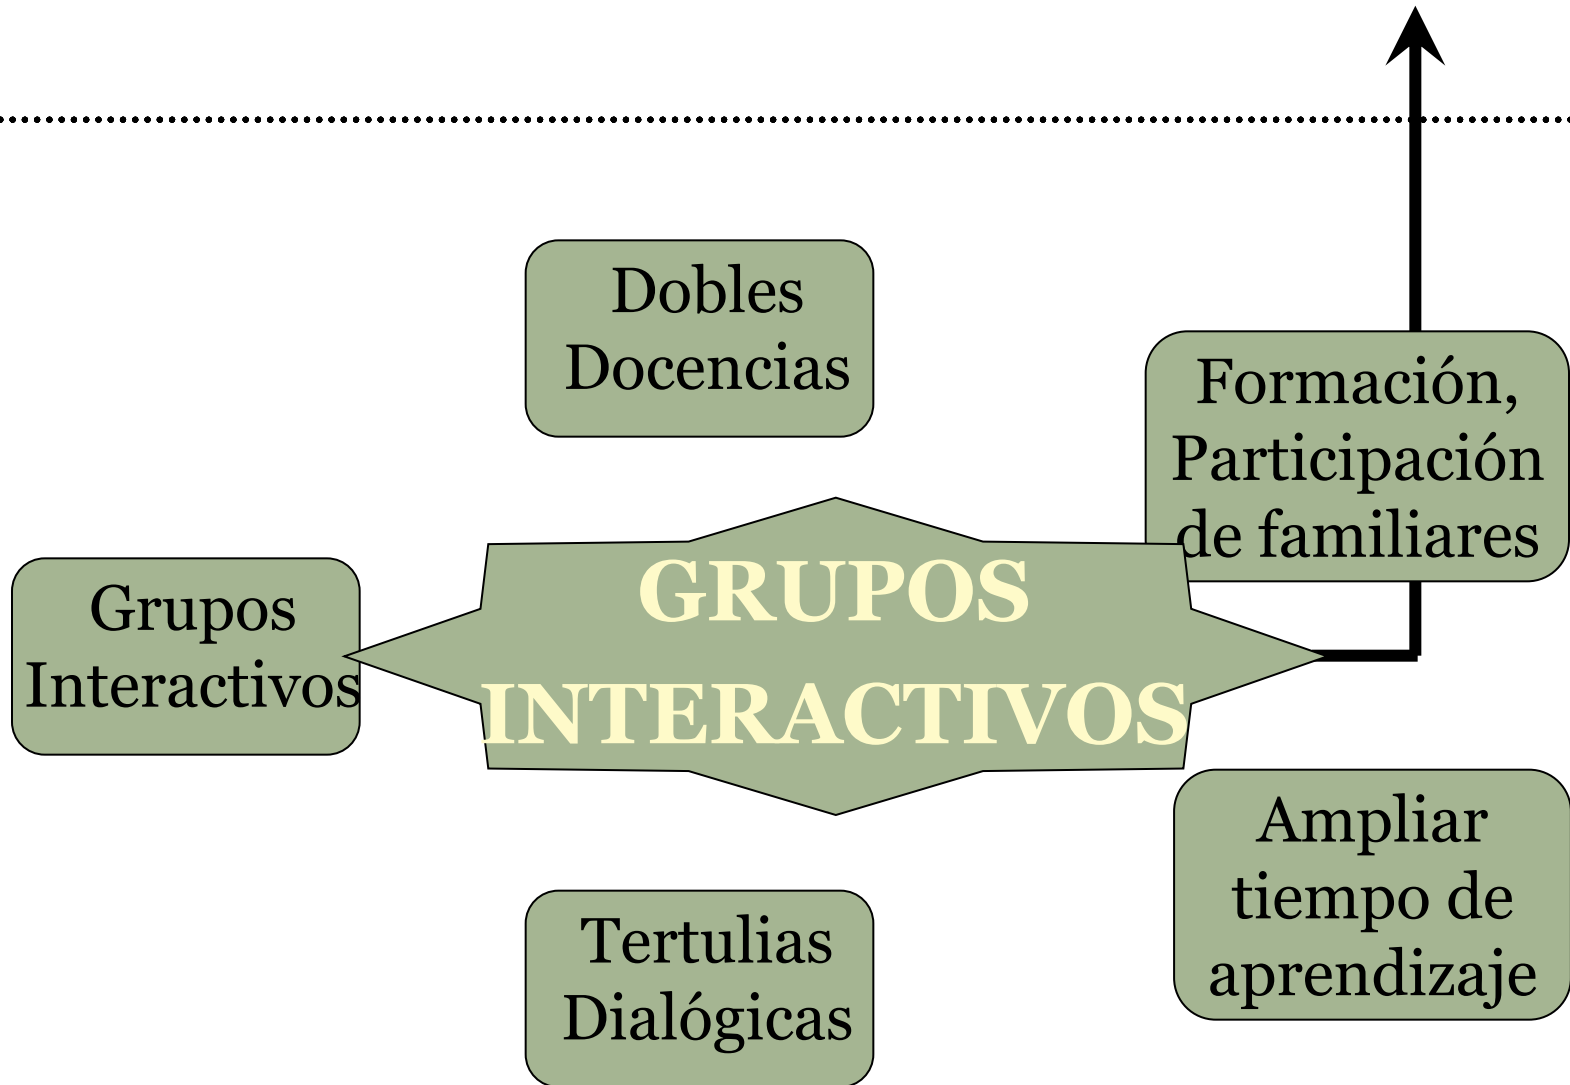 Dobles
Docencias
Formación,
Participación
de familiares
Grupos
Interactivos
GRUPOS
INTERACTIVOS
Ampliar
tiempo de
aprendizaje
Tertulias
Dialógicas